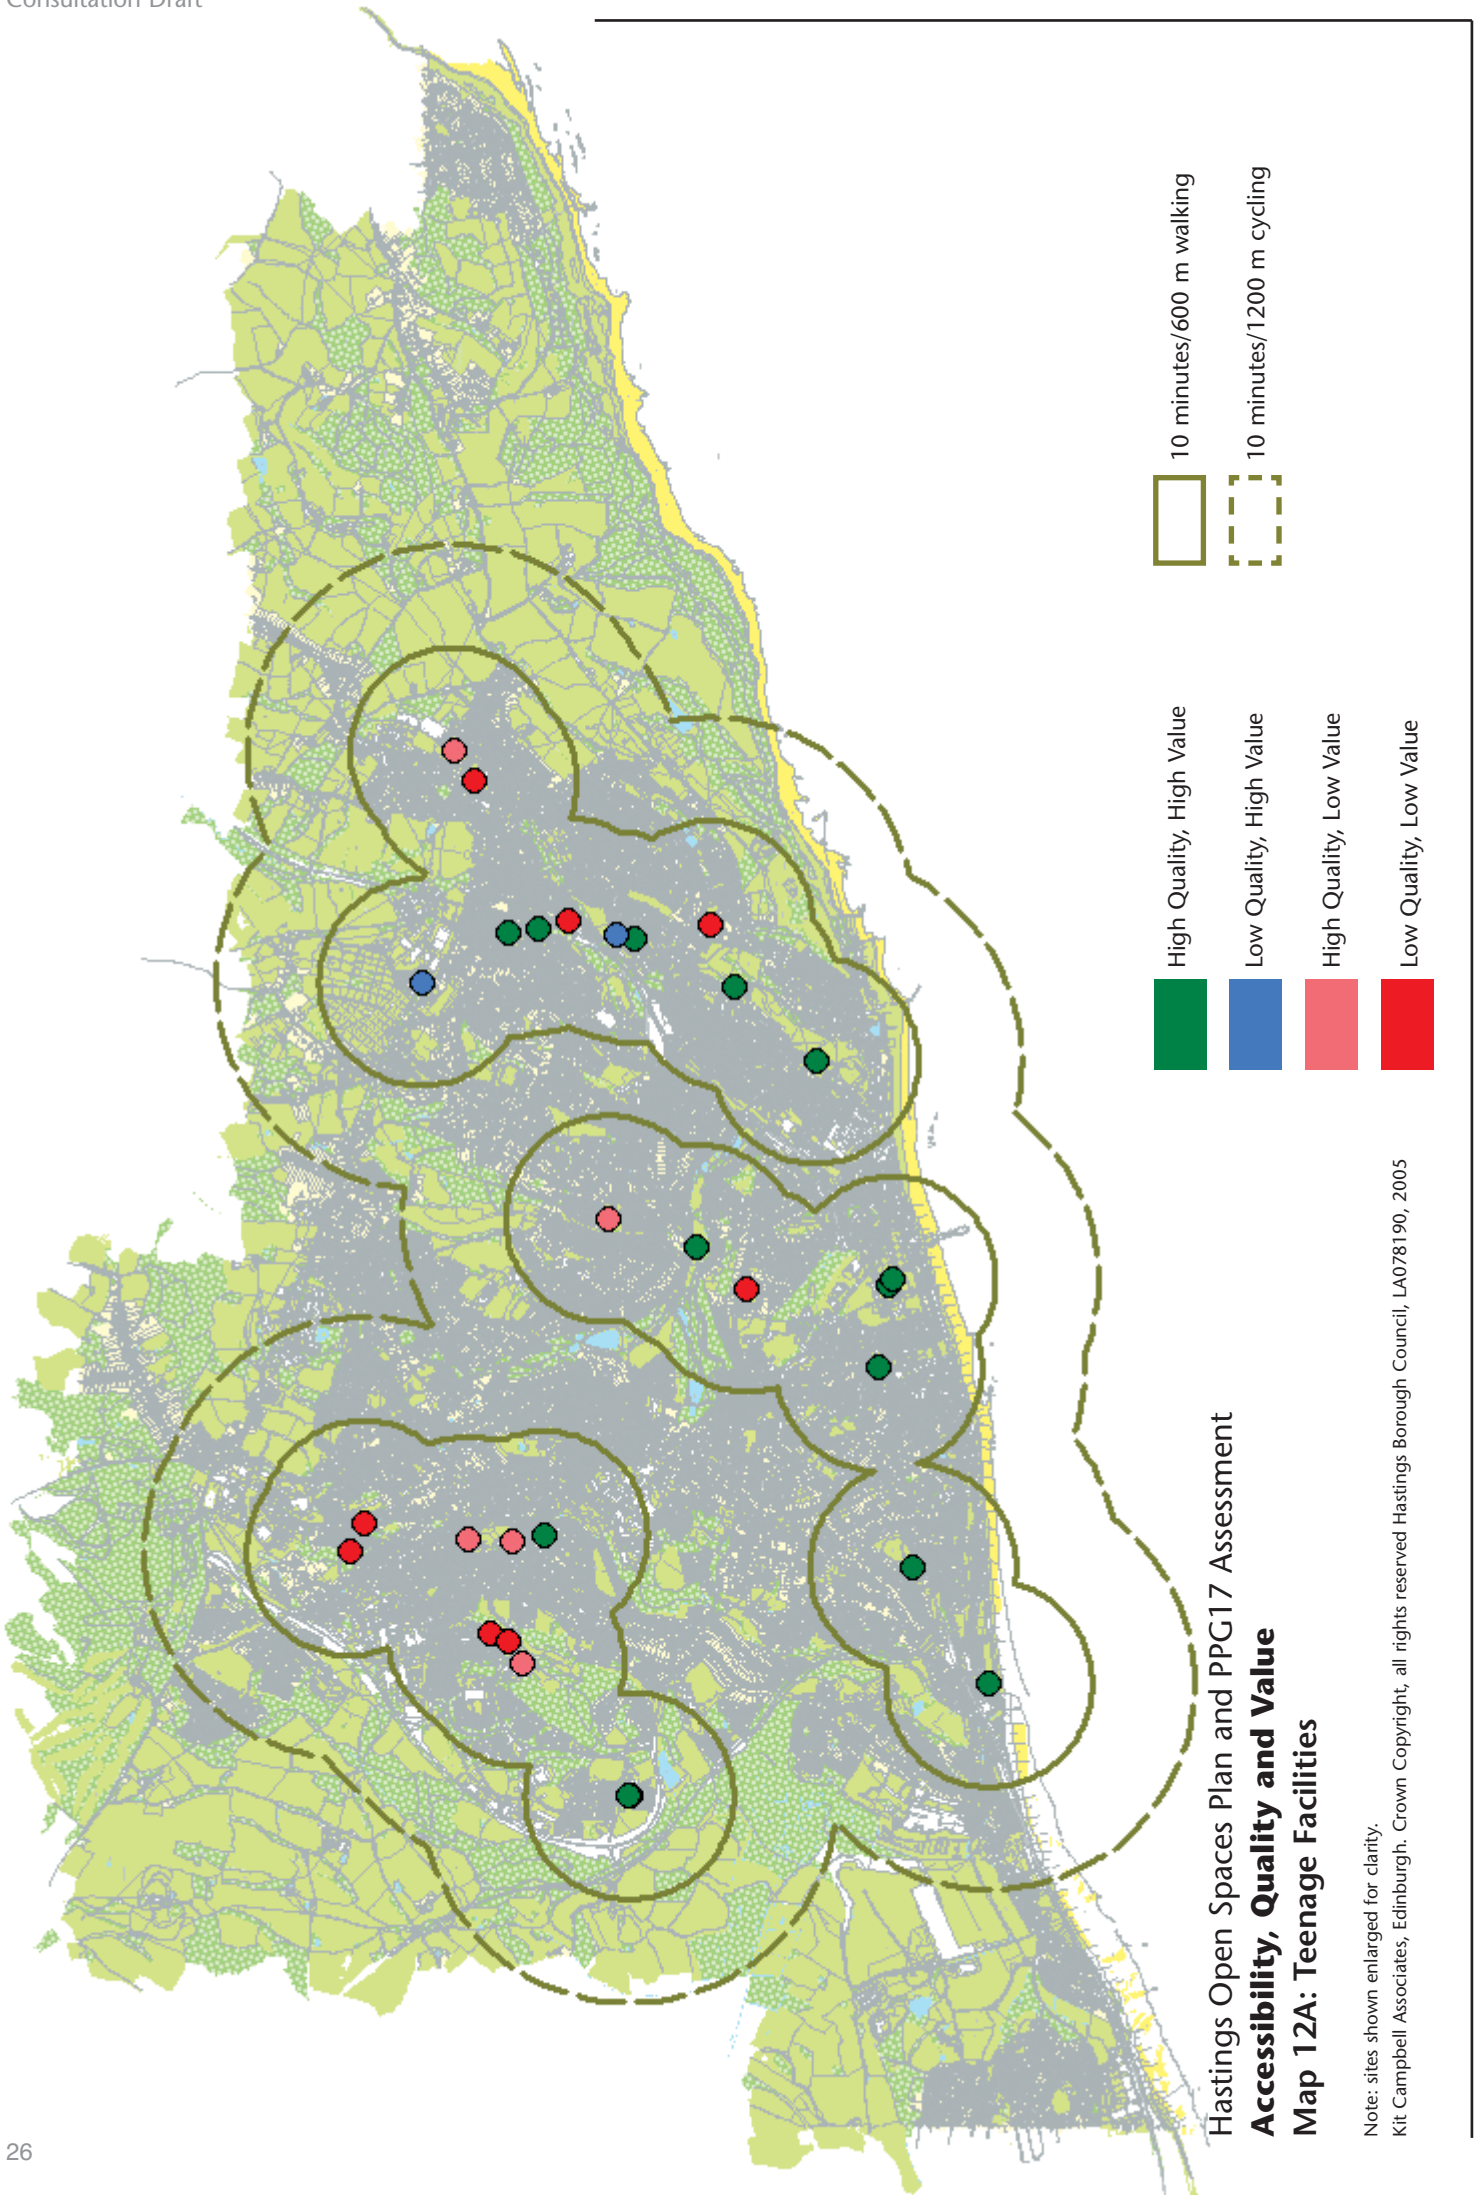 Consultation Draft
10 minutes/600 m walking
10 minutes/1200 m cycling
High Quality, High Value
Low Quality, High Value
High Quality, Low Value
Low Quality, Low Value
Hastings Open Spaces Plan and PPG17 Assessment
Accessibility, Quality and Value
Map 12A: Teenage Facilities
Note: sites shown enlarged for clarity.
Kit Campbell Associates, Edinburgh. Crown Copyright, all rights reserved Hastings Borough Council, LA078190, 2005
26